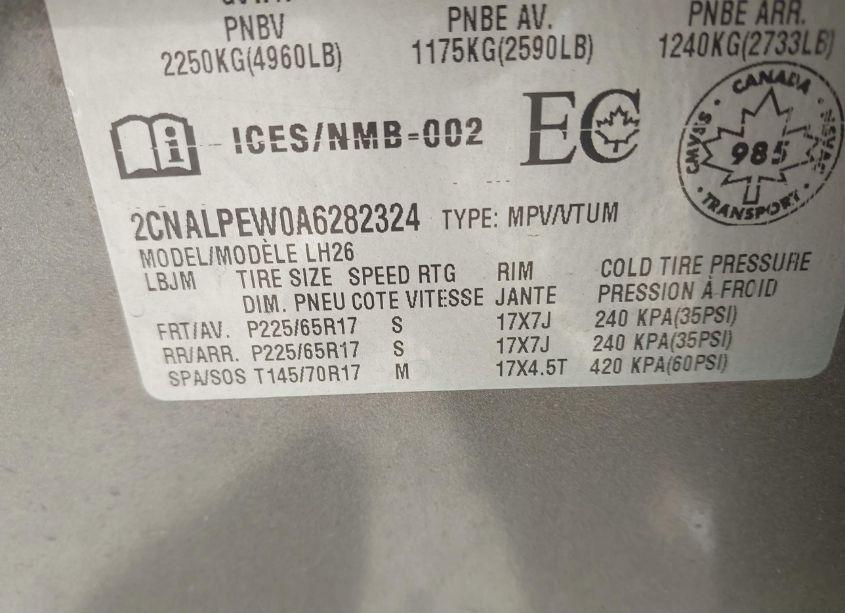 PNBV PNBE AV. PNBE ARR.
2250KG(4960LB) 1175KG(2590LB) 1240KG(2733LB)
i ICES/NMB-002 EC
CANADA
CMVSS 985 NSVAC
TRANSPORT
2CNALPEW0A6282324 TYPE: MPV/VTUM
MODEL/MODÈLE LH26
LBJM TIRE SIZE SPEED RTG RIM COLD TIRE PRESSURE
DIM. PNEU COTE VITESSE JANTE PRESSION À FROID
FRT/AV. P225/65R17 S 17X7J 240 KPA(35PSI)
RR/ARR. P225/65R17 S 17X7J 240 KPA(35PSI)
SPA/SOS T145/70R17 M 17X4.5T 420 KPA(60PSI)